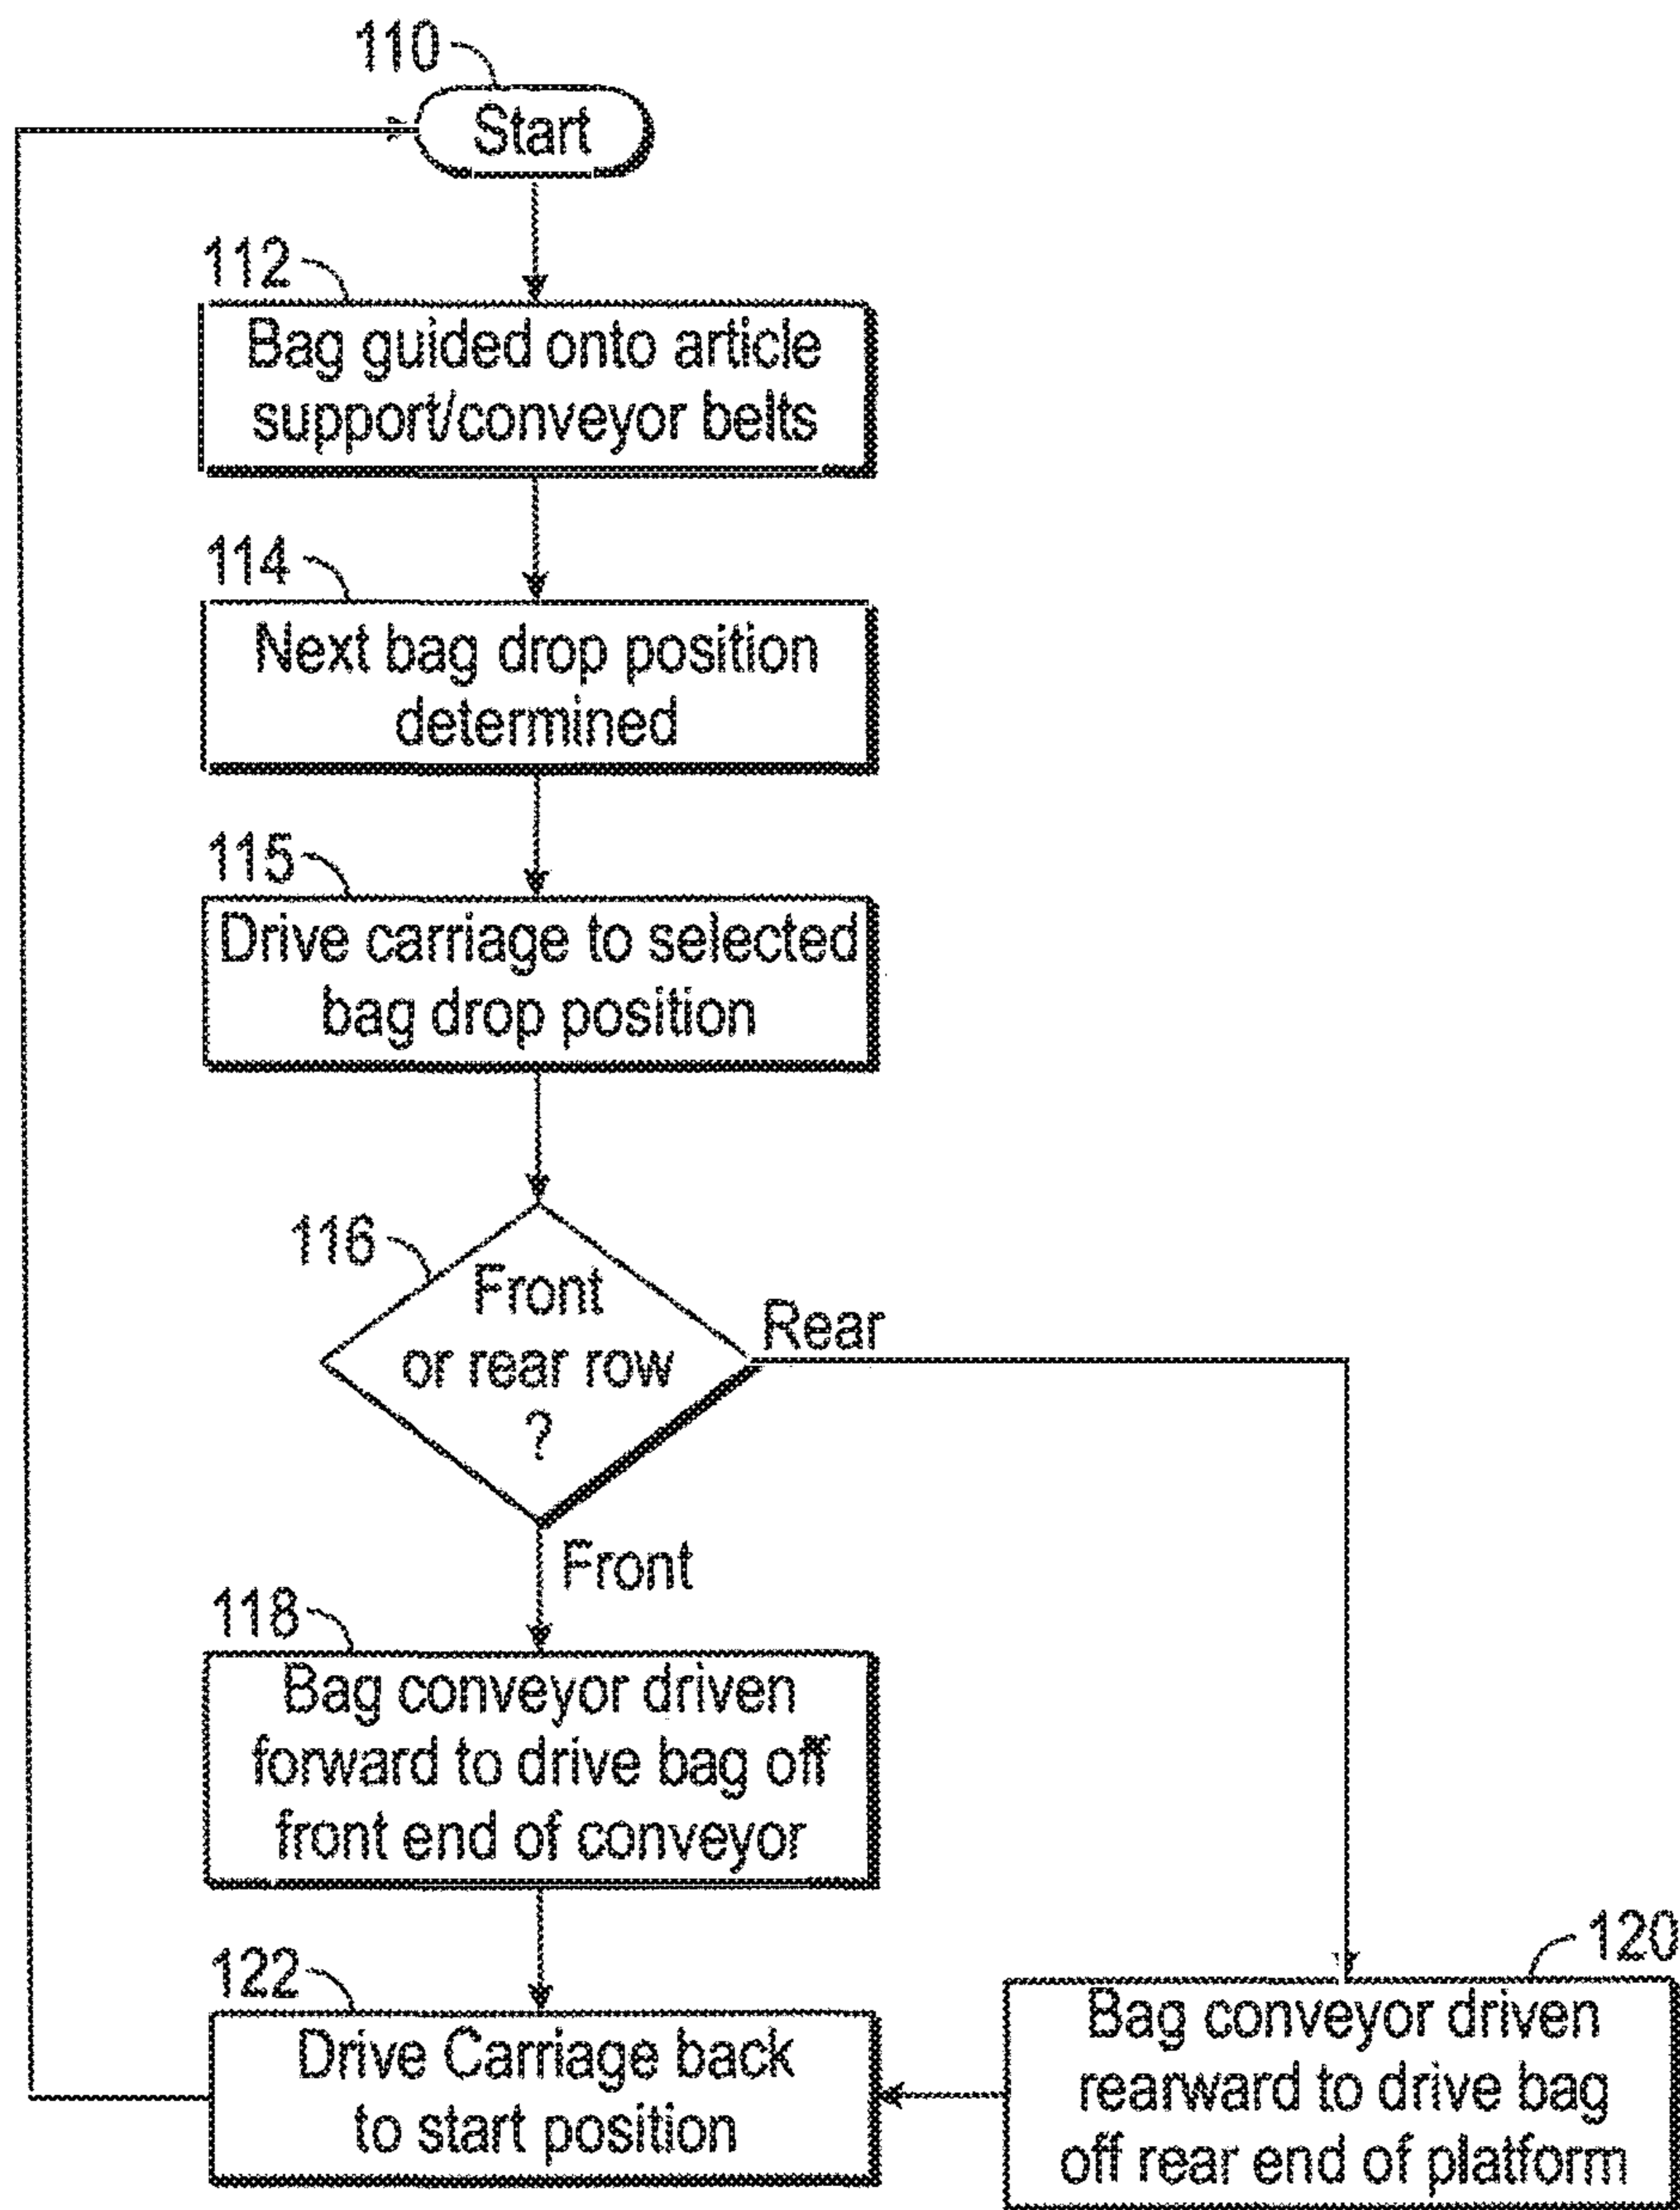 110
Start
112
Bag guided onto article
support/conveyor belts
114
Next bag drop position
determined
115
Drive carriage to selected
bag drop position
116
Front
or rear row
?
Rear
Front
118
Bag conveyor driven
forward to drive bag off
front end of conveyor
122
Drive Carriage back
to start position
120
Bag conveyor driven
rearward to drive bag
off rear end of platform